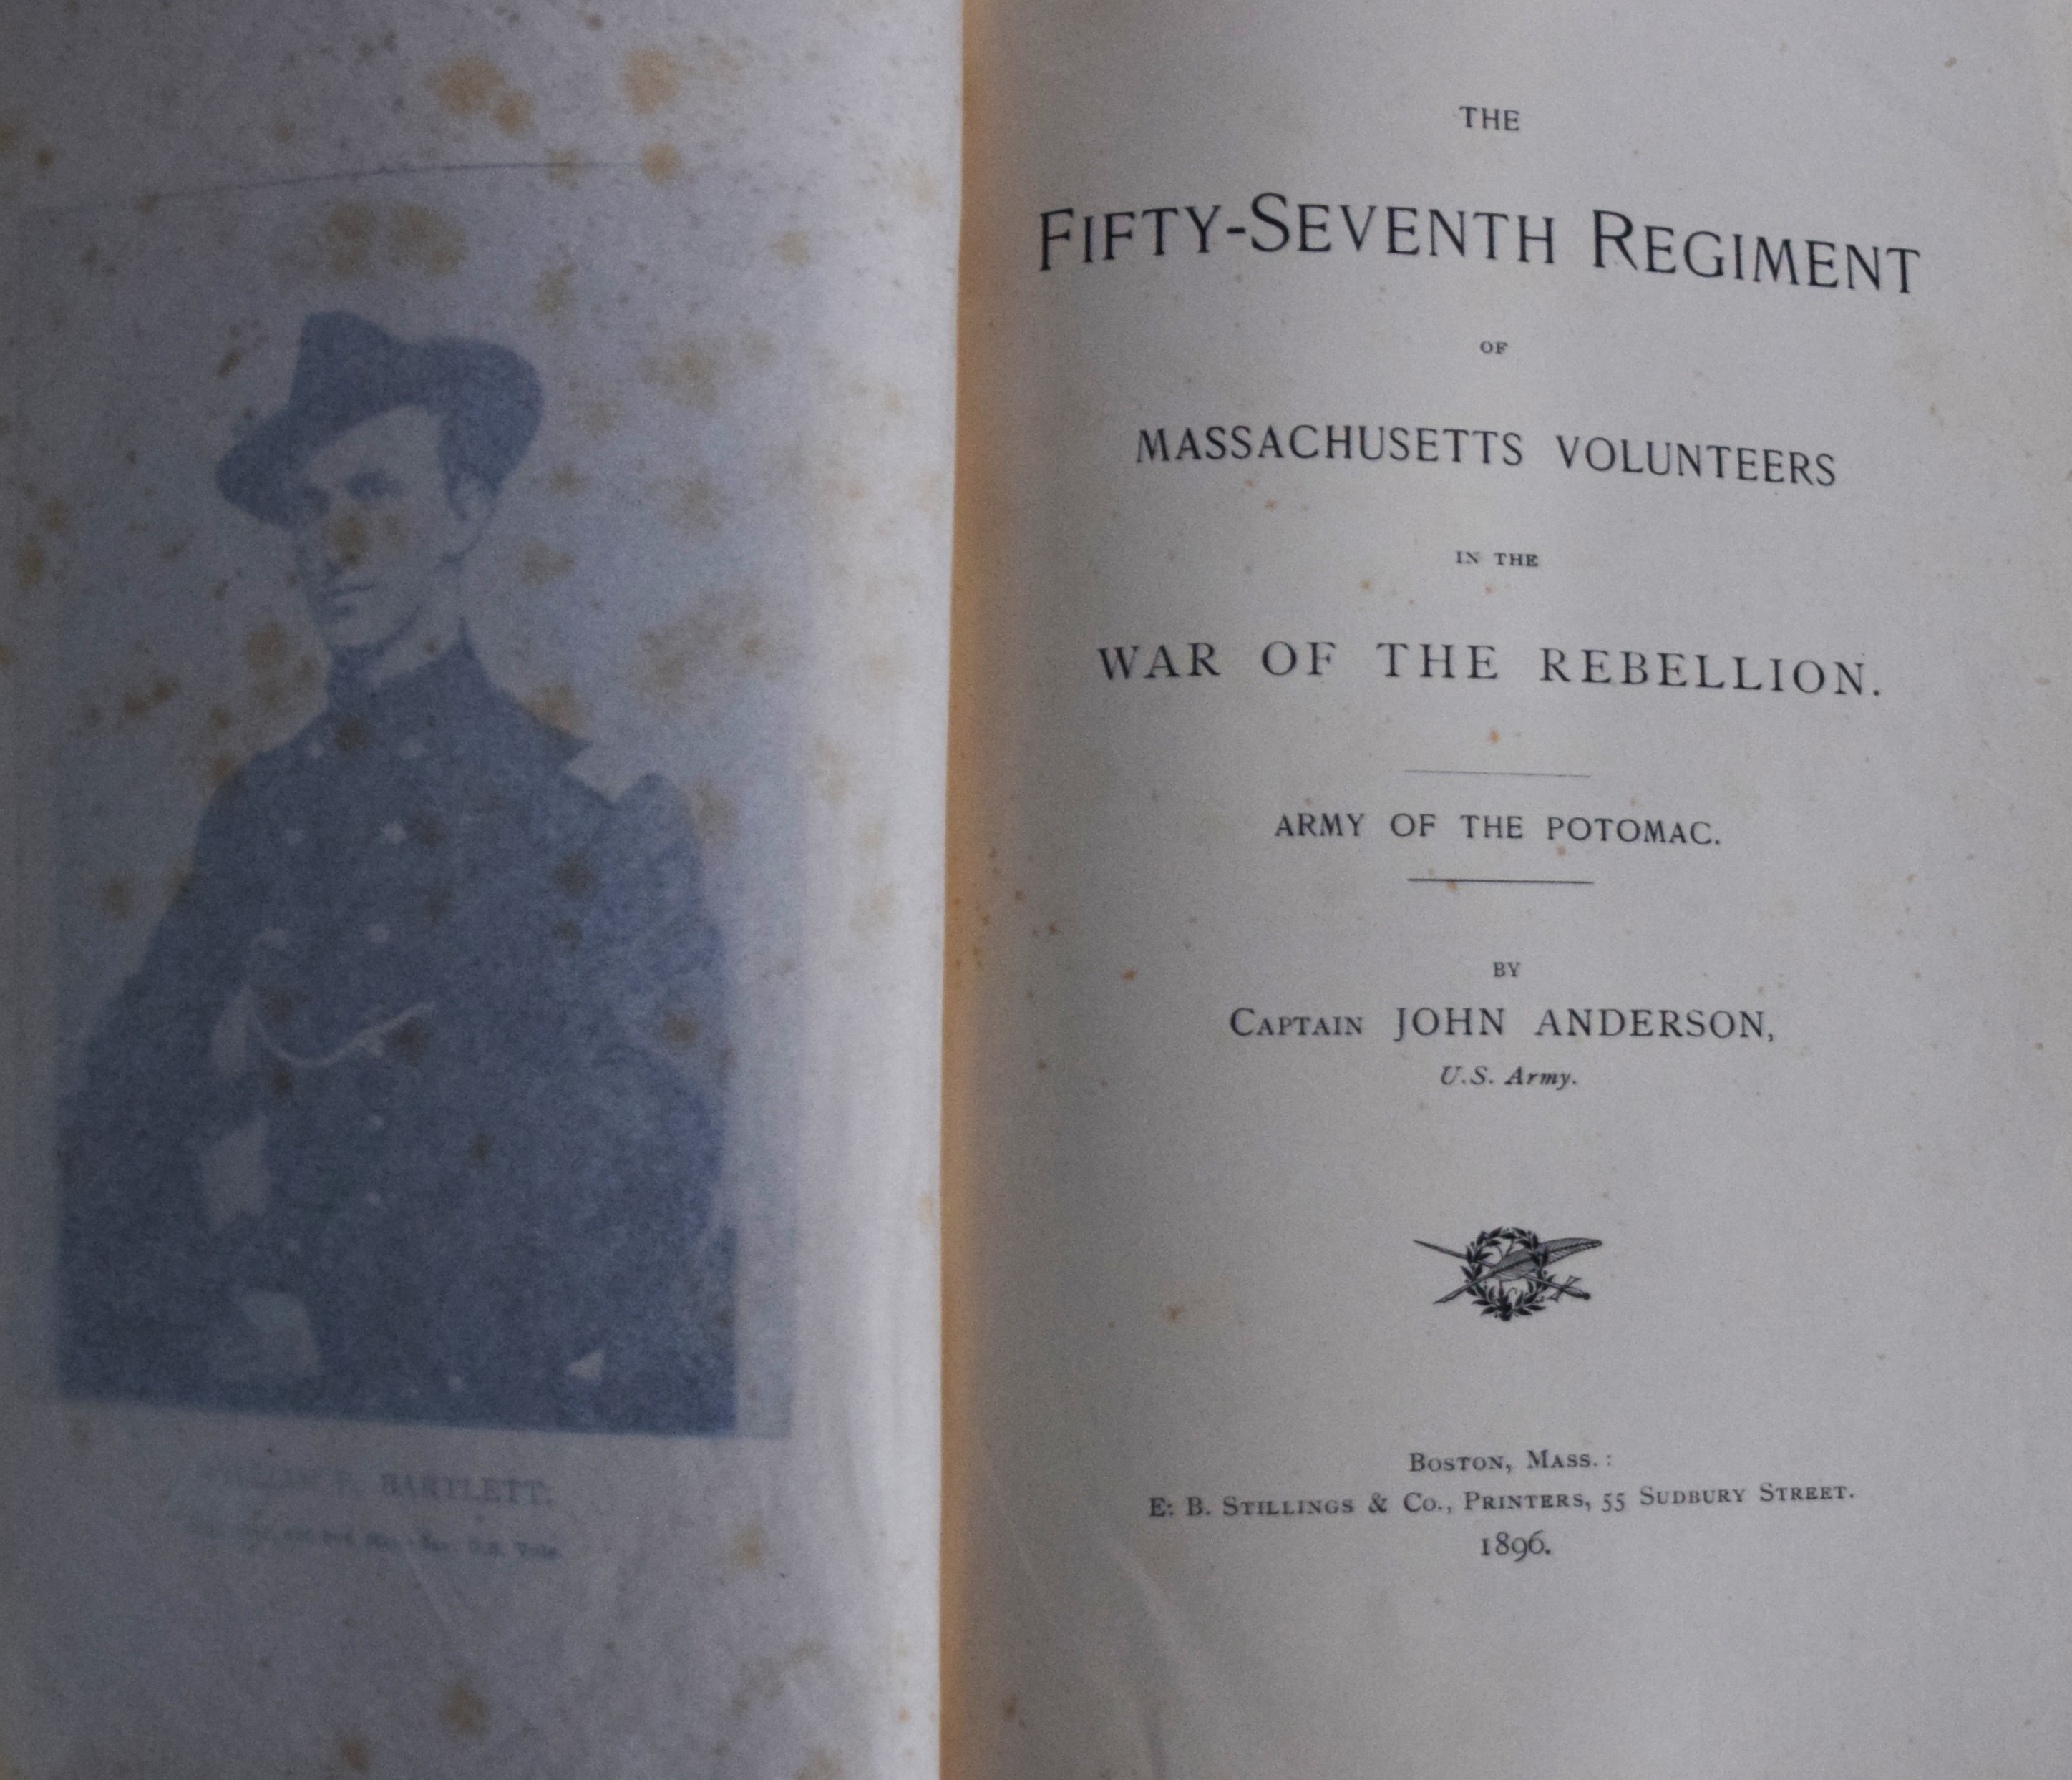 BARTLETT.
U.S. Vols.
THE
FIFTY-SEVENTH REGIMENT
OF
MASSACHUSETTS VOLUNTEERS
IN THE
WAR OF THE REBELLION.
ARMY OF THE POTOMAC.
BY
CAPTAIN JOHN ANDERSON,
U.S. Army.
BOSTON, MASS.:
E. B. STILLINGS & CO., PRINTERS, 55 SUDBURY STREET.
1896.